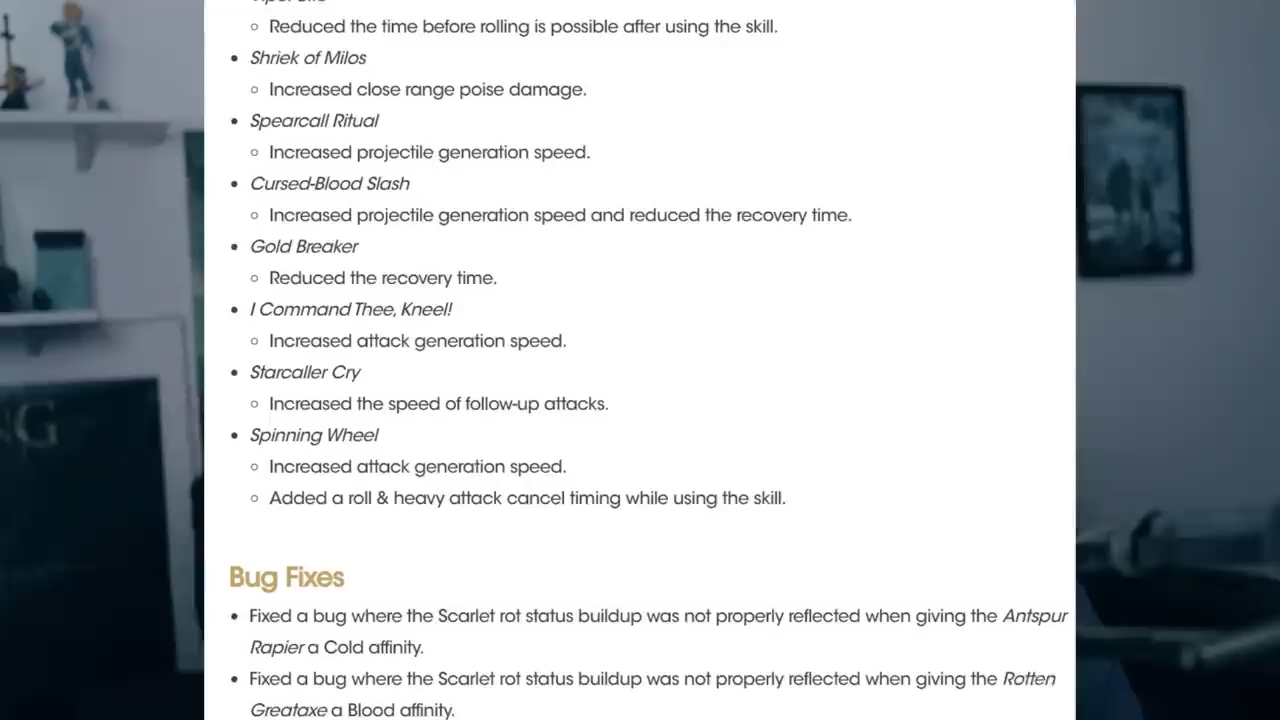 Reduced the time before rolling is possible after using the skill.
Shriek of Milos
Increased close range poise damage.
Spearcall Ritual
Increased projectile generation speed.
Cursed-Blood Slash
Increased projectile generation speed and reduced the recovery time.
Gold Breaker
Reduced the recovery time.
I Command Thee, Kneel!
Increased attack generation speed.
Starcaller Cry
Increased the speed of follow-up attacks.
Spinning Wheel
Increased attack generation speed.
Added a roll & heavy attack cancel timing while using the skill.
Bug Fixes
Fixed a bug where the Scarlet rot status buildup was not properly reflected when giving the Antspur
Rapier a Cold affinity.
Fixed a bug where the Scarlet rot status buildup was not properly reflected when giving the Rotten
Greataxe a Blood affinity.